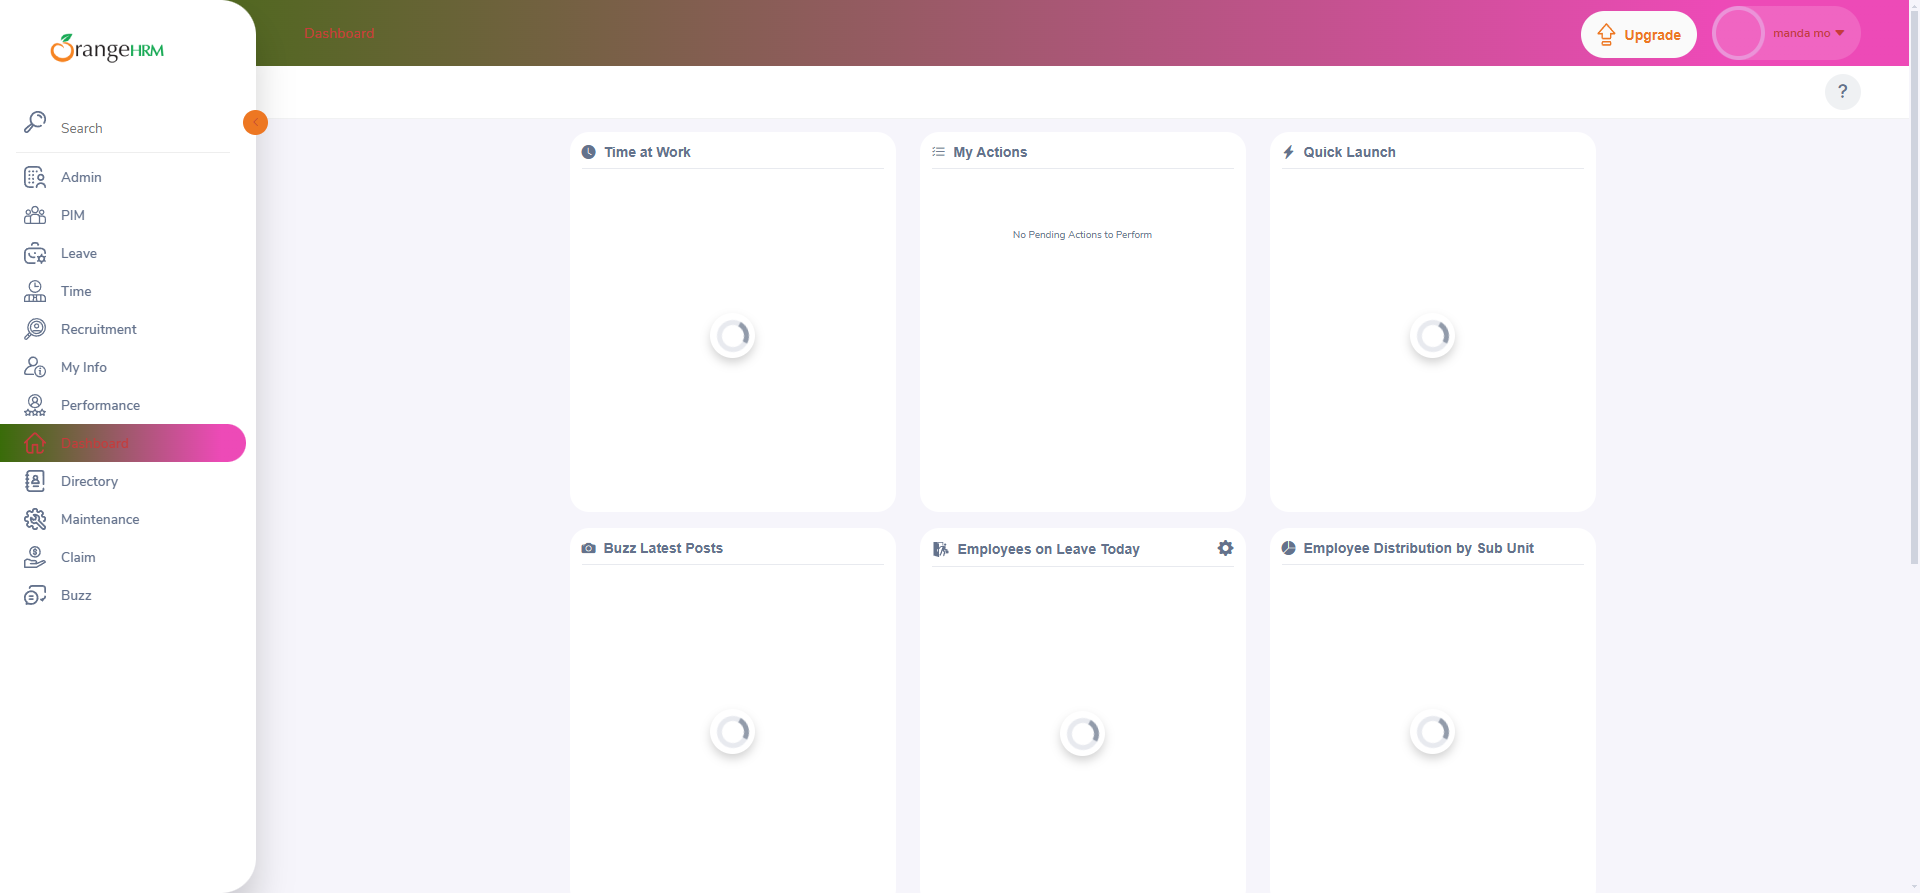 OrangeHRM
Dashboard
Upgrade
manda mo
?
Search
Admin
PIM
Leave
Time
Recruitment
My Info
Performance
Dashboard
Directory
Maintenance
Claim
Buzz
Time at Work
My Actions
Quick Launch
No Pending Actions to Perform
Buzz Latest Posts
Employees on Leave Today
Employee Distribution by Sub Unit